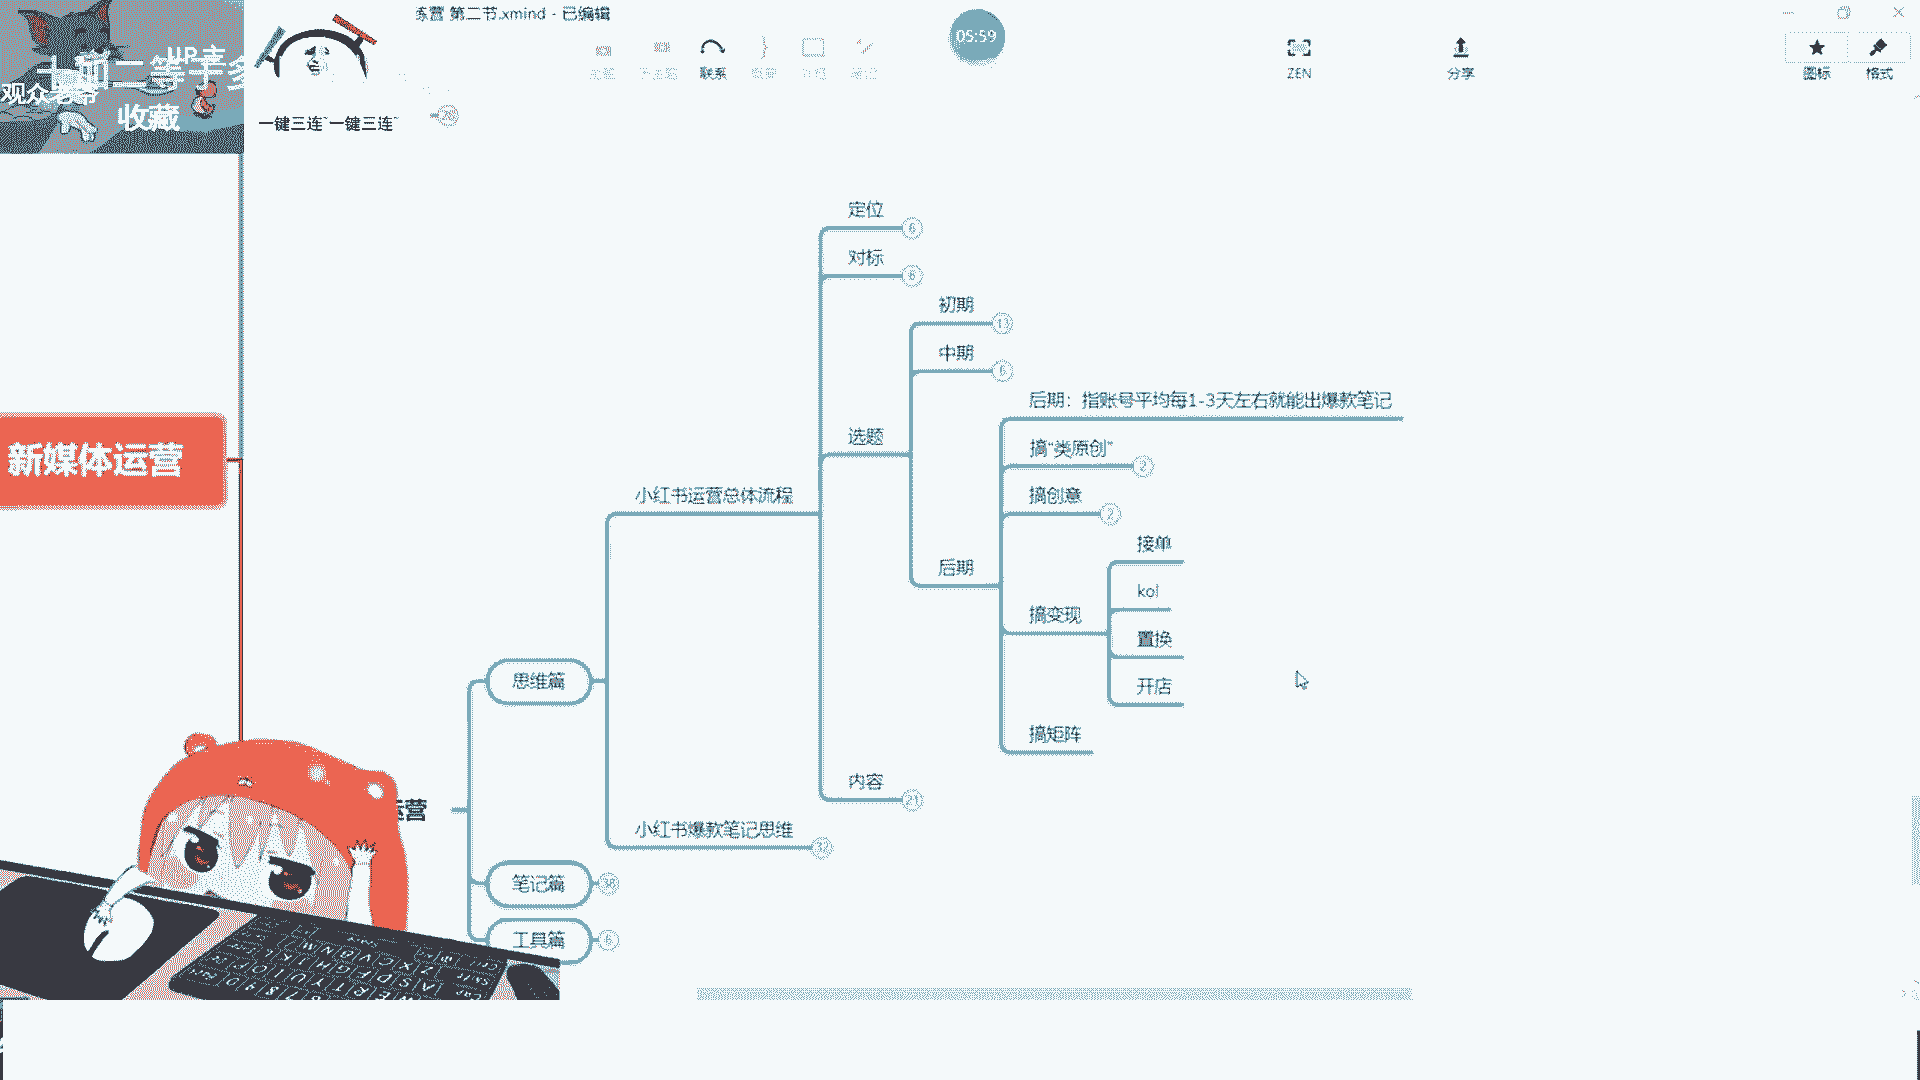 练营 第二节.xmind - 已编辑
05:59
联系
ZEN
分享
图标
格式
UP主
收藏
一键三连~一键三连~
26
定位
6
对标
6
初期
13
中期
6
后期：指账号平均每1-3天左右就能出爆款笔记
选题
搞“类原创”
2
小红书运营总体流程
搞创意
2
新媒体运营
接单
后期
kol
搞变现
置换
思维篇
开店
搞矩阵
内容
21
运营
小红书爆款笔记思维
32
笔记篇
38
工具篇
6